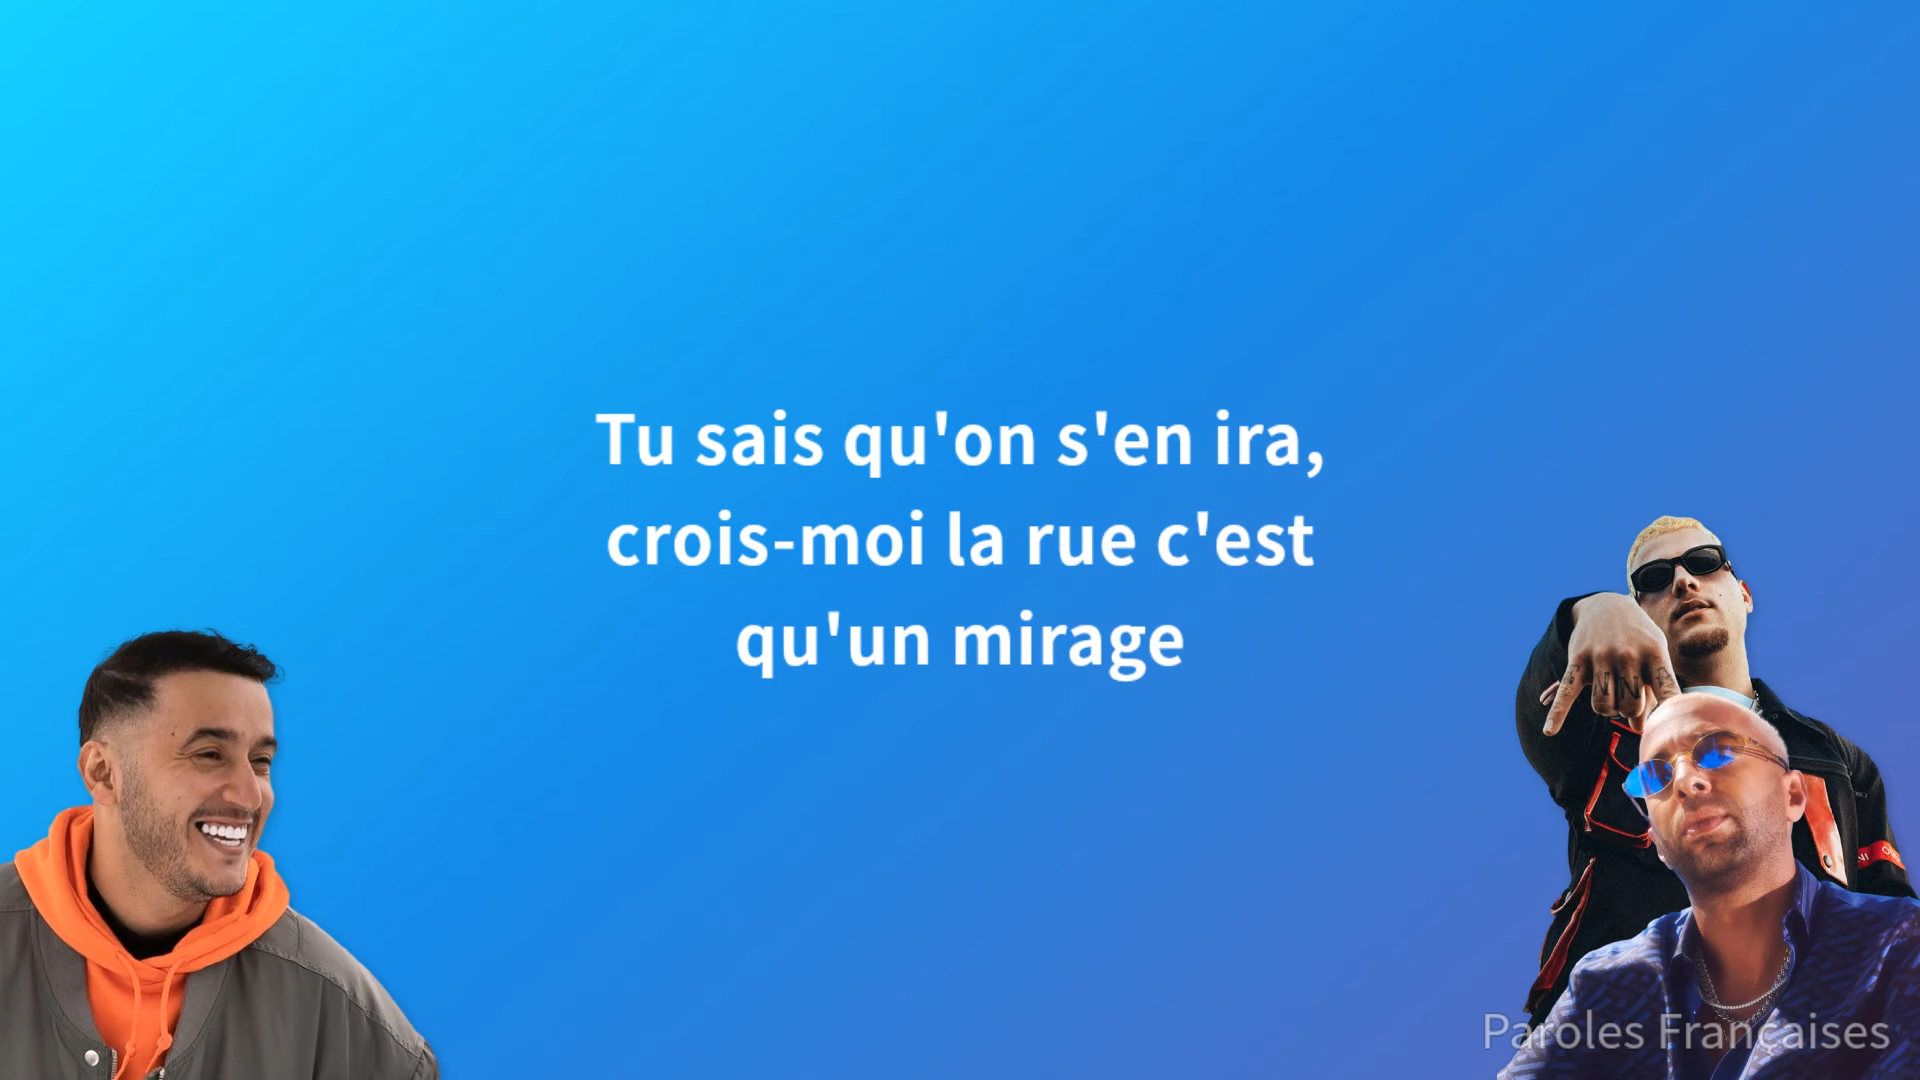 Tu sais qu'on s'en ira,
crois-moi la rue c'est
qu'un mirage
Paroles Françaises